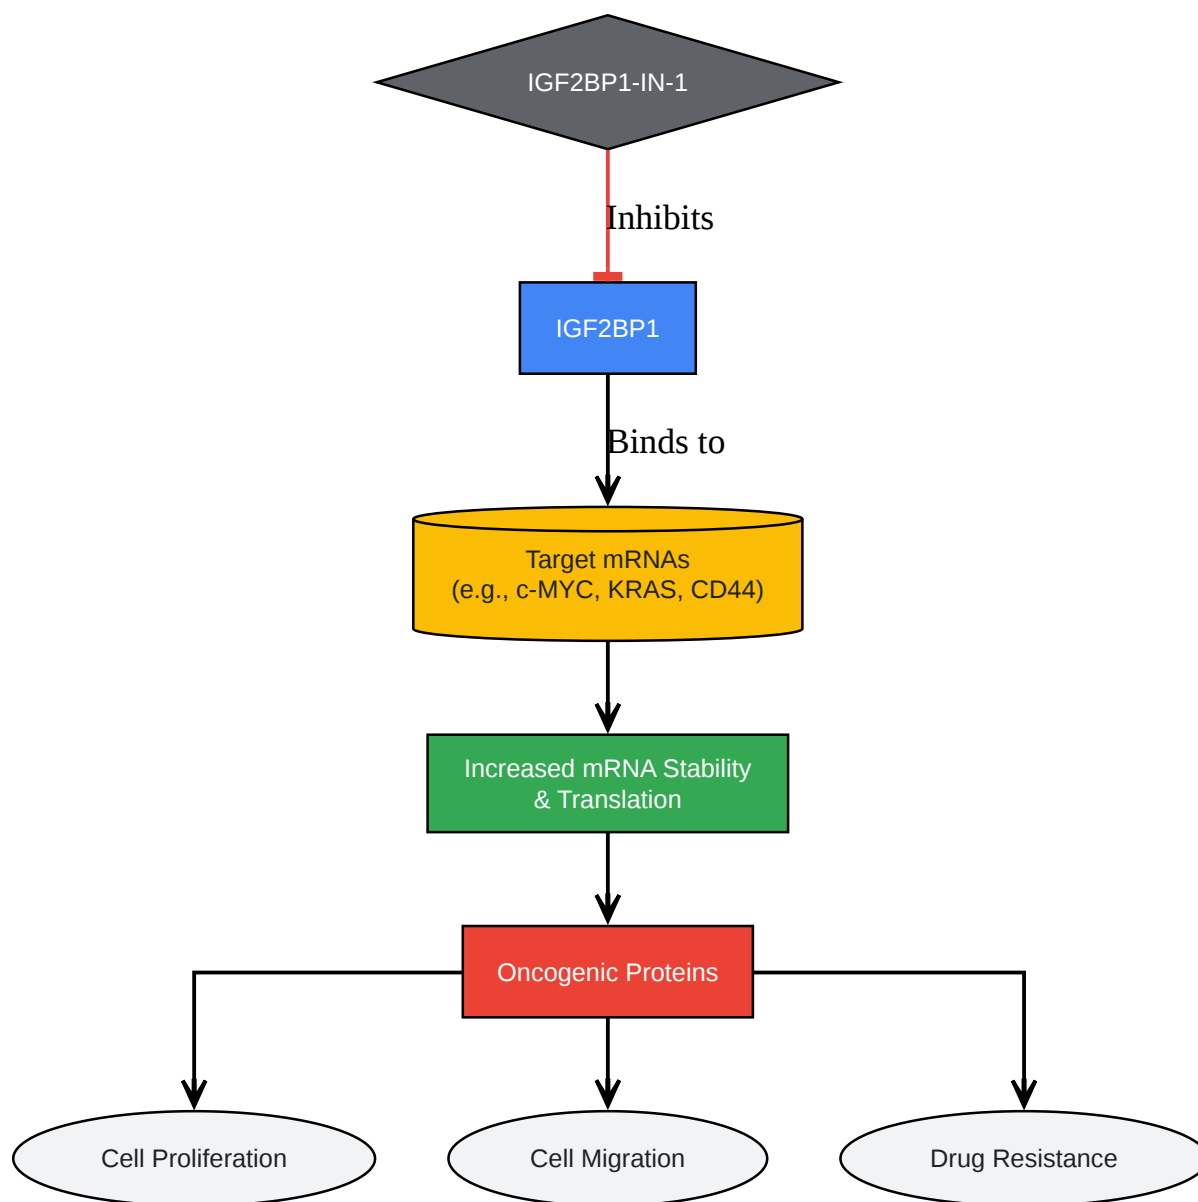 IGF2BP1-IN-1
Inhibits
IGF2BP1
Binds to
Target mRNAs
(e.g., c-MYC, KRAS, CD44)
Increased mRNA Stability
& Translation
Oncogenic Proteins
Cell Proliferation
Cell Migration
Drug Resistance